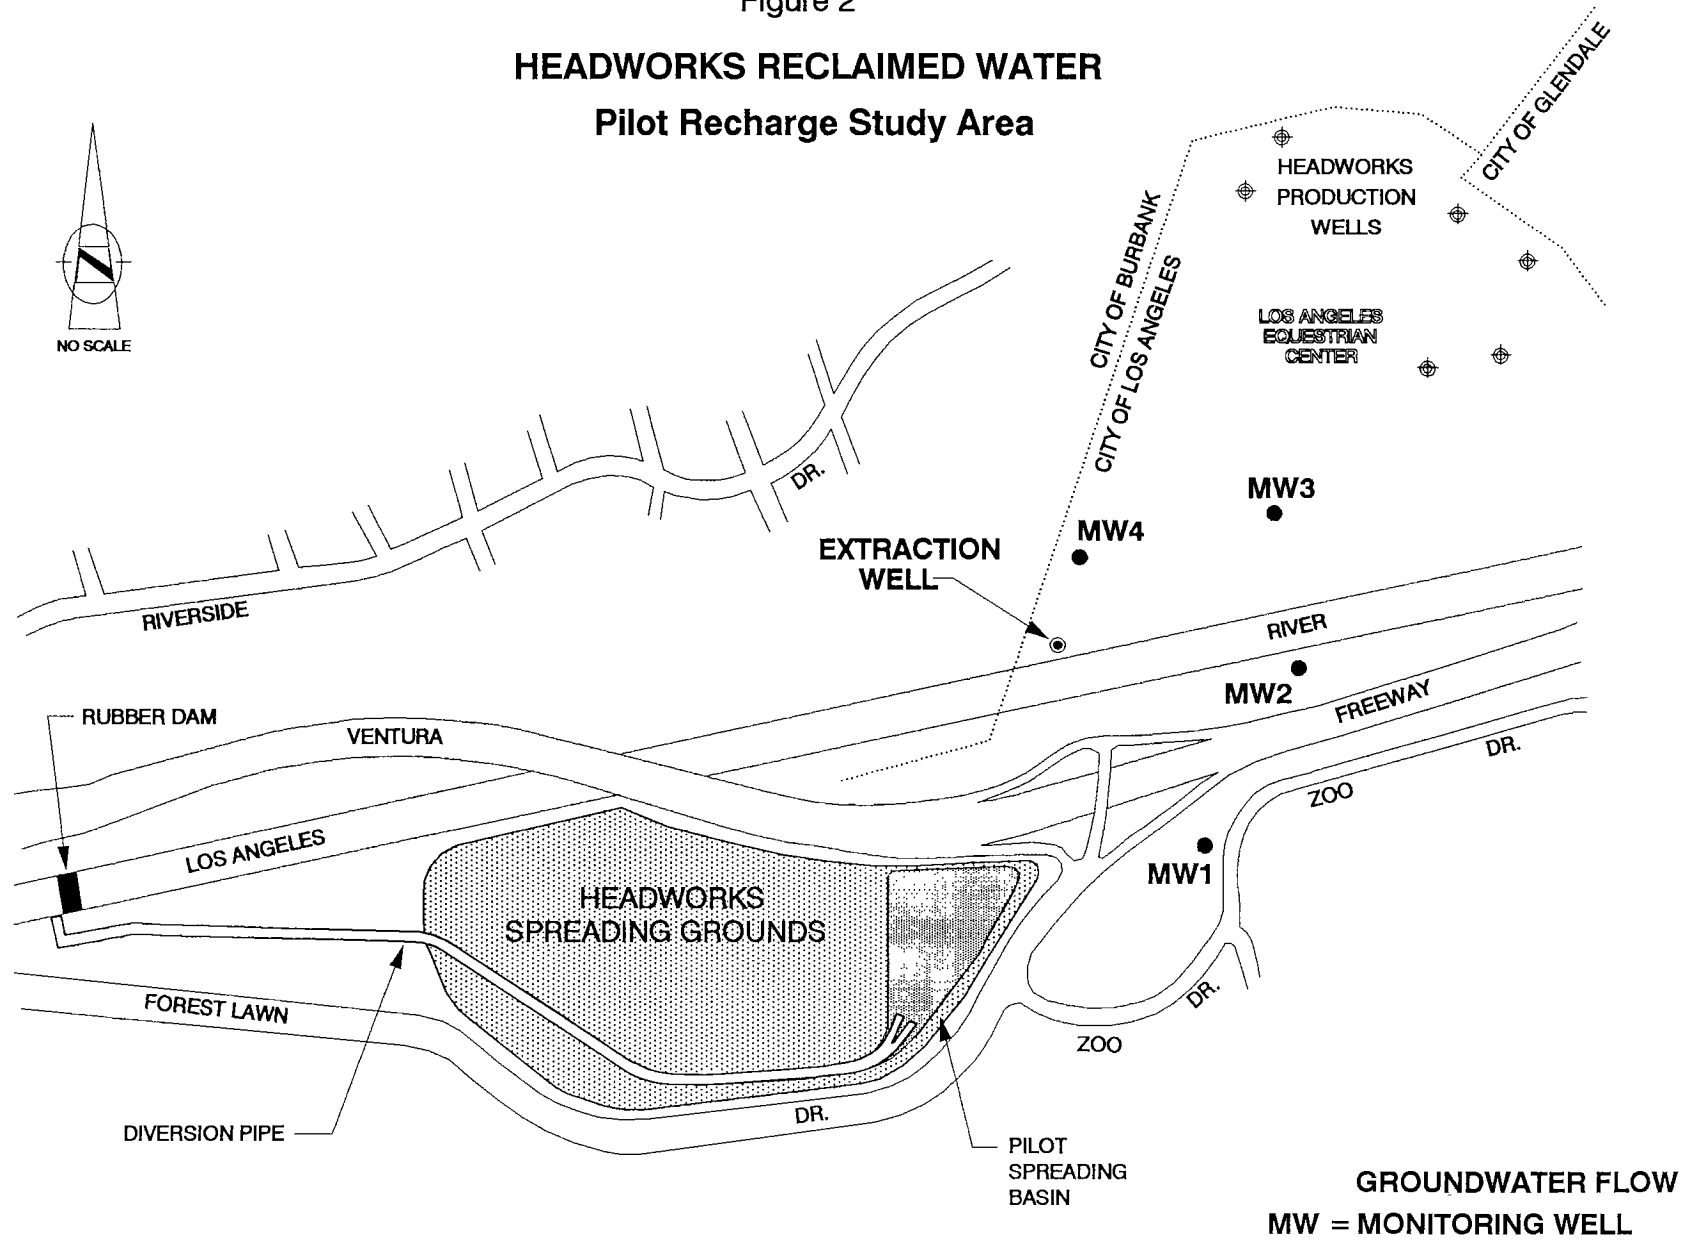 Figure 2
HEADWORKS RECLAIMED WATER
Pilot Recharge Study Area
N
NO SCALE
CITY OF GLENDALE
HEADWORKS
PRODUCTION
WELLS
CITY OF BURBANK
CITY OF LOS ANGELES
LOS ANGELES
EQUESTRIAN
CENTER
DR.
MW3
MW4
EXTRACTION
WELL
RIVERSIDE
RIVER
MW2
FREEWAY
RUBBER DAM
VENTURA
DR.
ZOO
LOS ANGELES
MW1
HEADWORKS
SPREADING GROUNDS
FOREST LAWN
DR.
ZOO
DR.
DIVERSION PIPE
PILOT
SPREADING
BASIN
GROUNDWATER FLOW
MW = MONITORING WELL